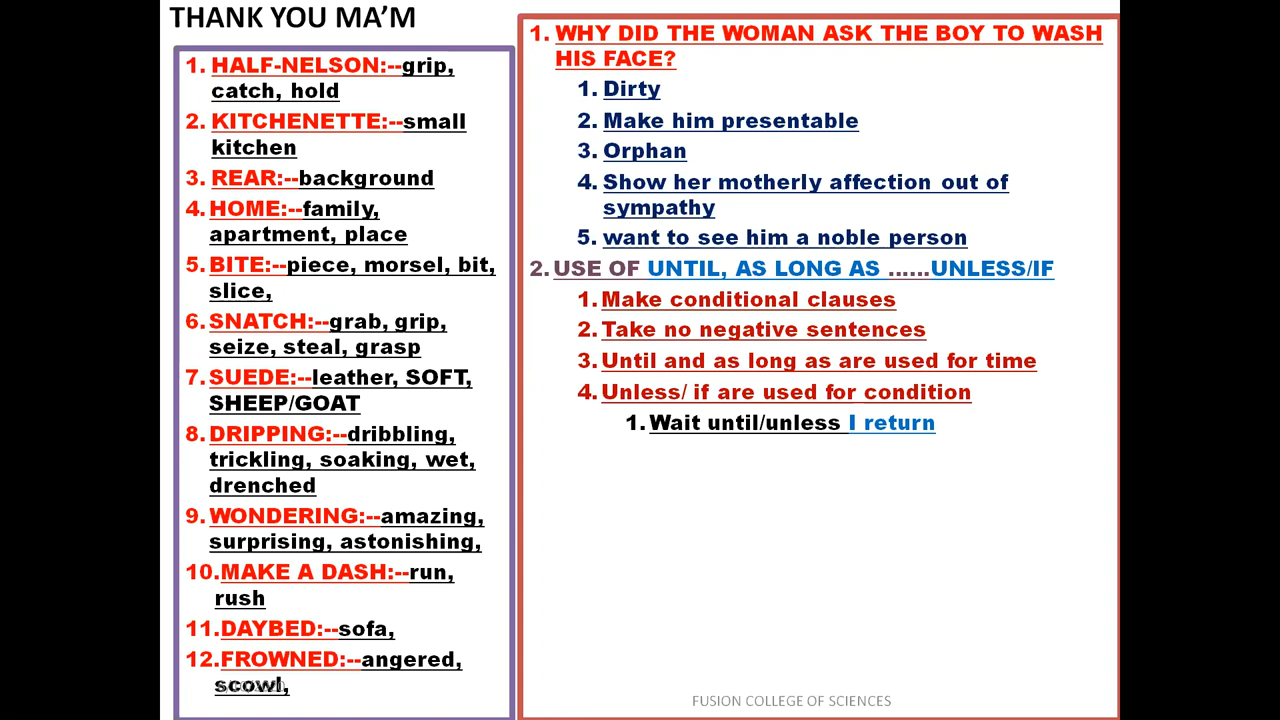 THANK YOU MA'M
1. HALF-NELSON:--grip,
catch, hold
2. KITCHENETTE:--small
kitchen
3. REAR:--background
4. HOME:--family,
apartment, place
5. BITE:--piece, morsel, bit,
slice,
6. SNATCH:--grab, grip,
seize, steal, grasp
7. SUEDE:--leather, SOFT,
SHEEP/GOAT
8. DRIPPING:--dribbling,
trickling, soaking, wet,
drenched
9. WONDERING:--amazing,
surprising, astonishing,
10. MAKE A DASH:--run,
rush
11. DAYBED:--sofa,
12. FROWNED:--angered,
scowl,
1. WHY DID THE WOMAN ASK THE BOY TO WASH
HIS FACE?
1. Dirty
2. Make him presentable
3. Orphan
4. Show her motherly affection out of
sympathy
5. want to see him a noble person
2. USE OF UNTIL, AS LONG AS ......UNLESS/IF
1. Make conditional clauses
2. Take no negative sentences
3. Until and as long as are used for time
4. Unless/ if are used for condition
1. Wait until/unless I return
FUSION COLLEGE OF SCIENCES